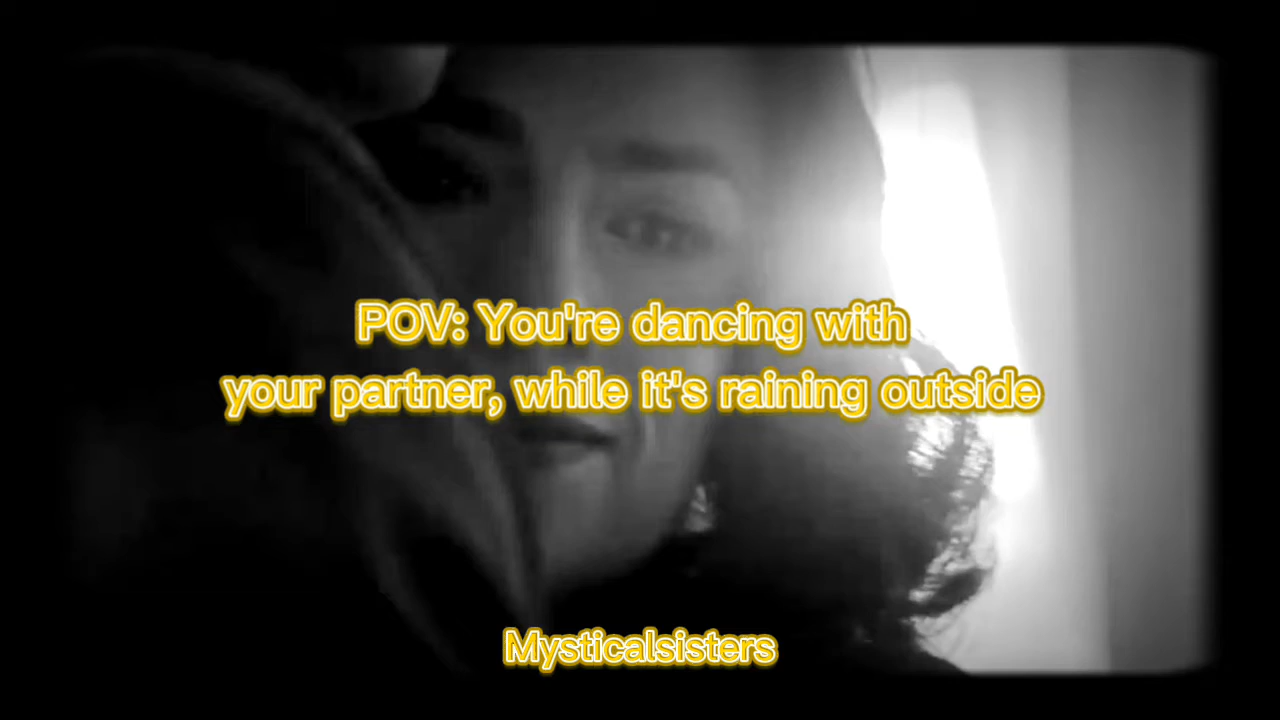 POV: You're dancing with
your partner, while it's raining outside
Mysticalsisters